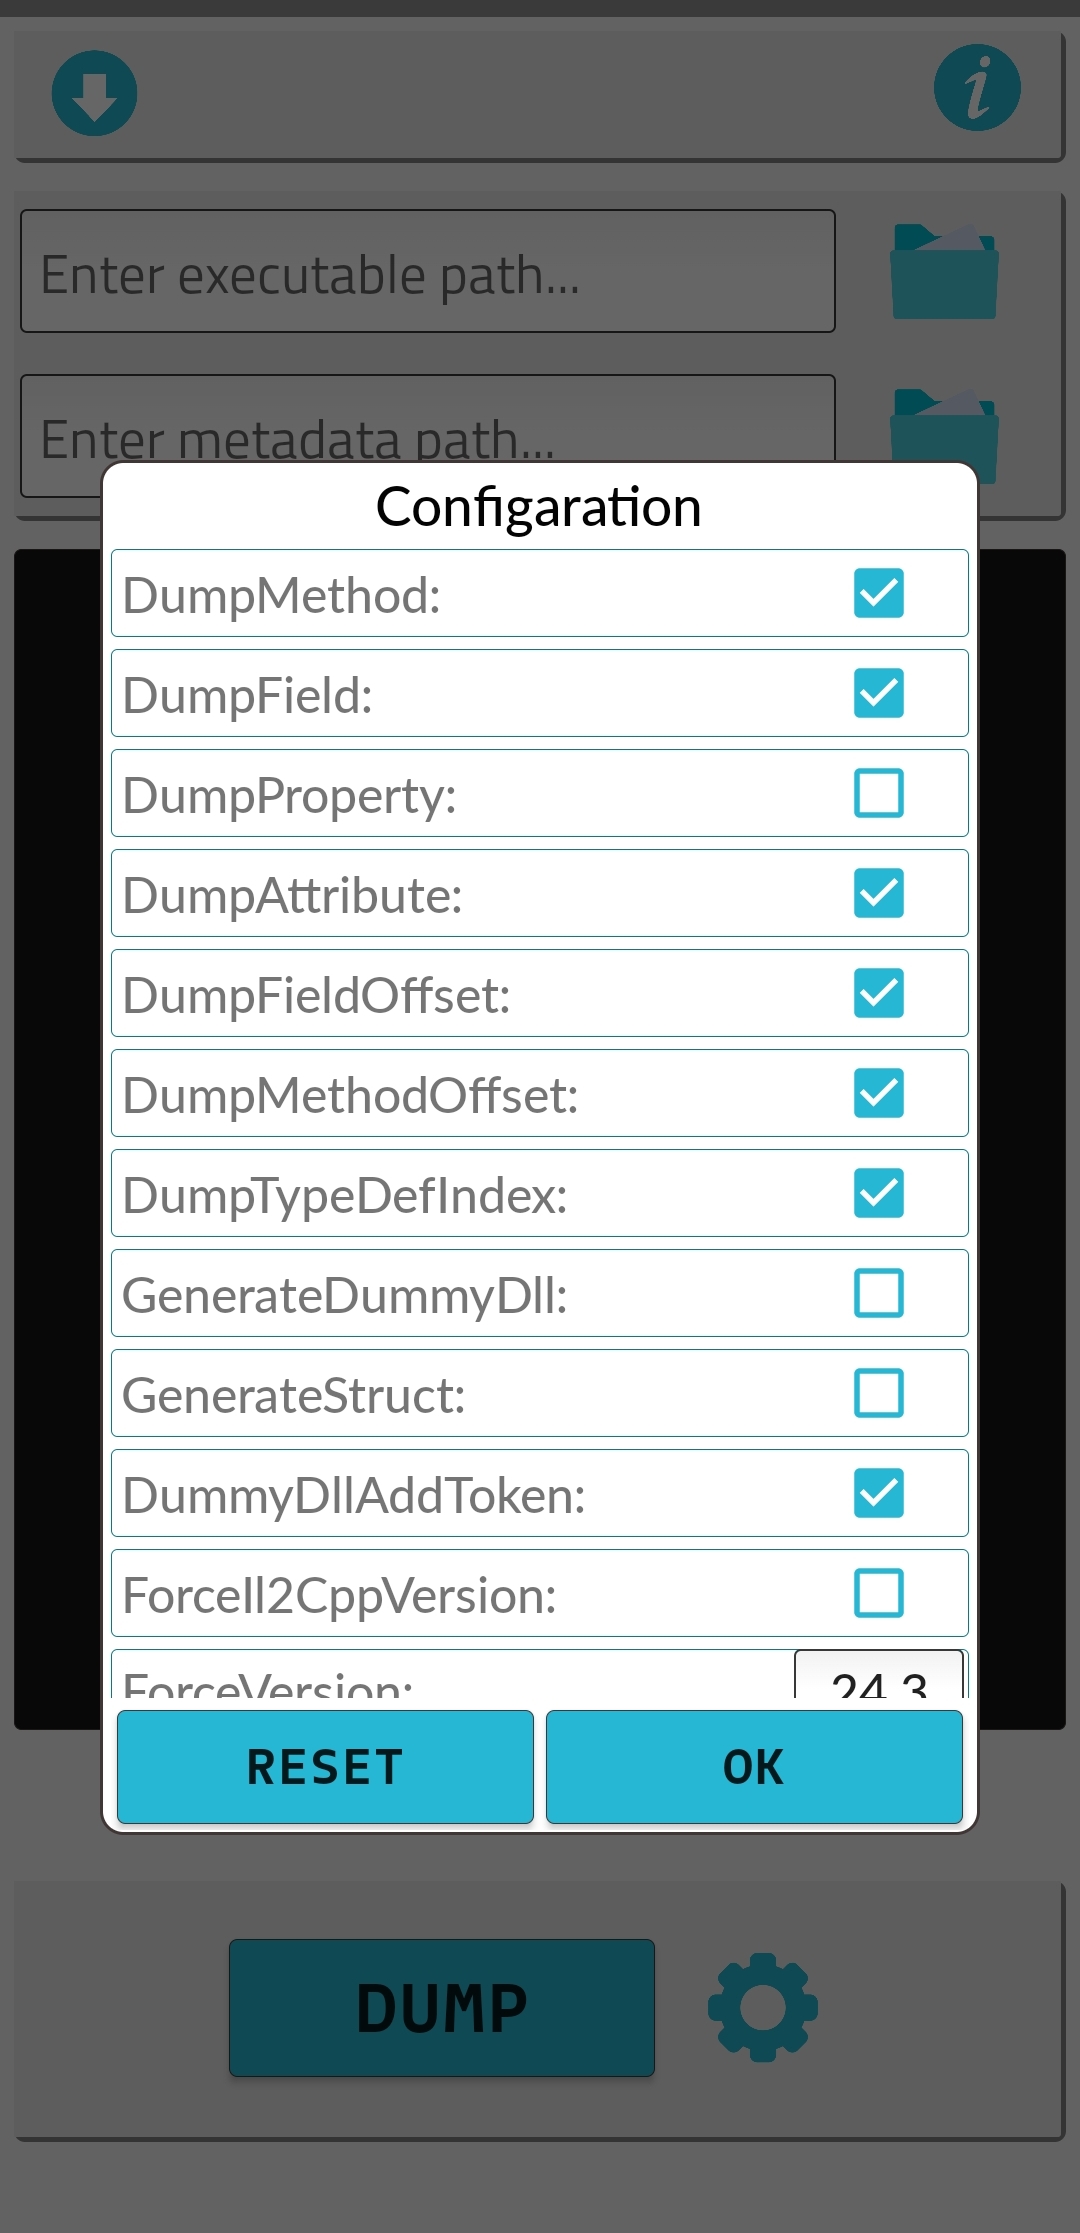 i
Enter executable path...
Enter metadata path...
Configaration
DumpMethod:
DumpField:
DumpProperty:
DumpAttribute:
DumpFieldOffset:
DumpMethodOffset:
DumpTypeDefIndex:
GenerateDummyDll:
GenerateStruct:
DummyDllAddToken:
ForceIl2CppVersion:
ForceVersion: 24.3
RESET OK
DUMP